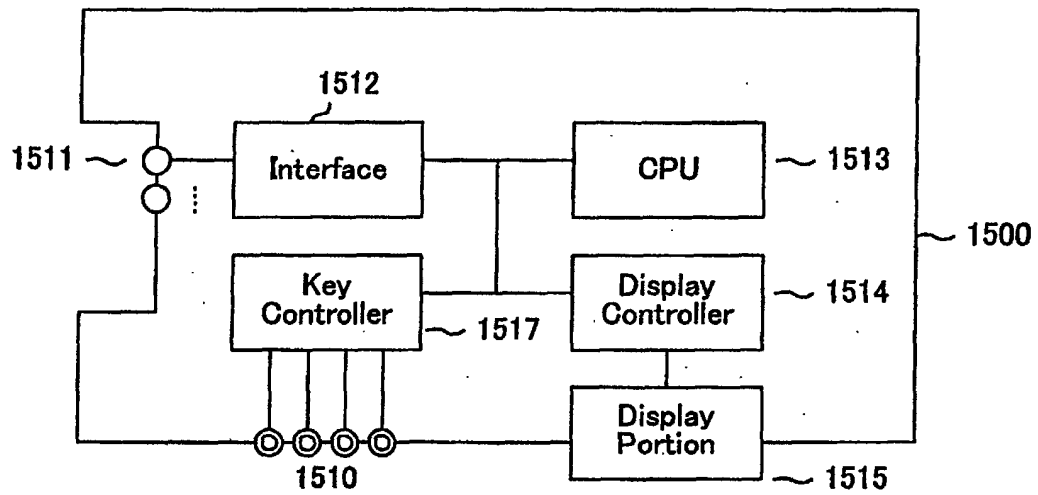 1512
1511
Interface
CPU
1513
1500
Key
Controller
1517
Display
Controller
1514
1510
Display
Portion
1515